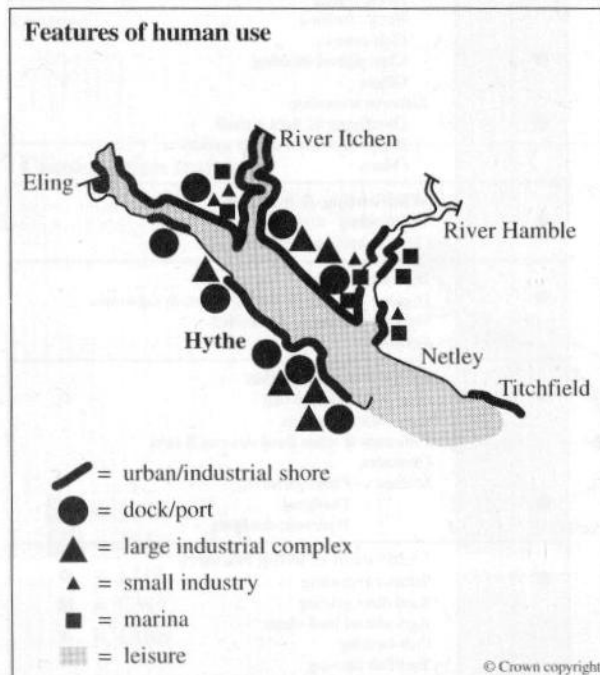 Features of human use
River Itchen
Eling
River Hamble
Hythe
Netley
Titchfield
= urban/industrial shore
= dock/port
= large industrial complex
= small industry
= marina
= leisure
© Crown copyright